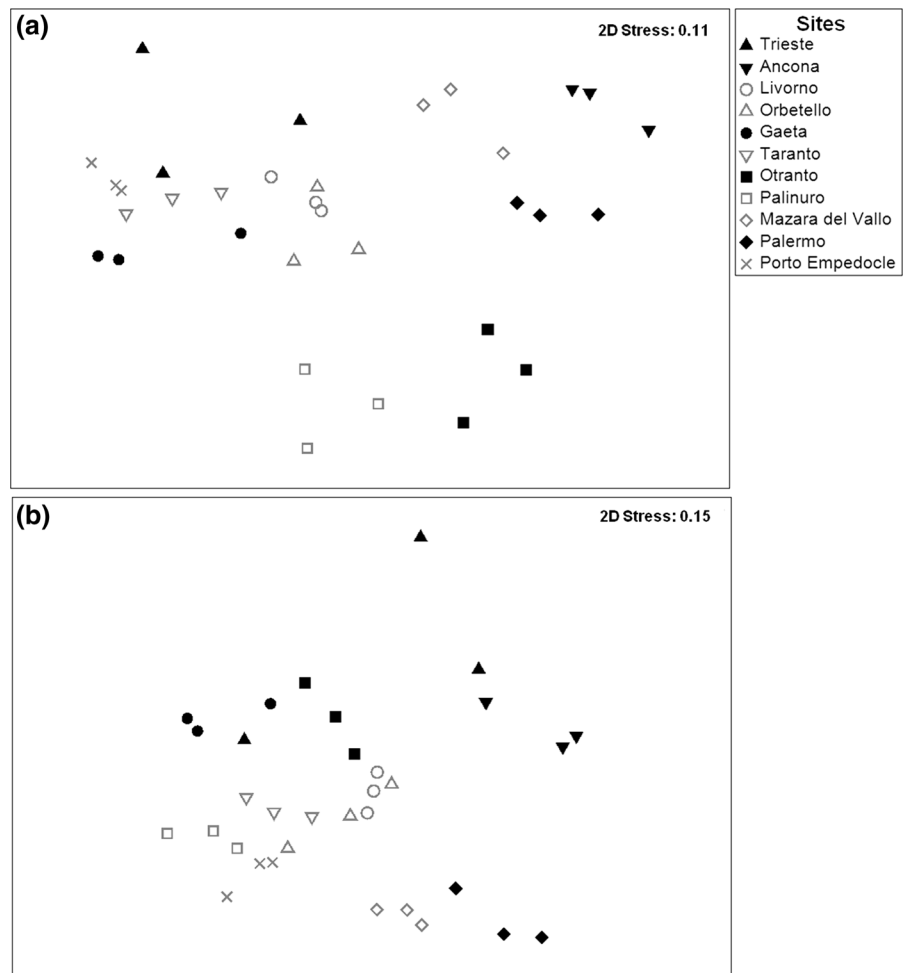 (a)
2D Stress: 0.11
Sites
Trieste
Ancona
Livorno
Orbetello
Gaeta
Taranto
Otranto
Palinuro
Mazara del Vallo
Palermo
Porto Empedocle
(b)
2D Stress: 0.15